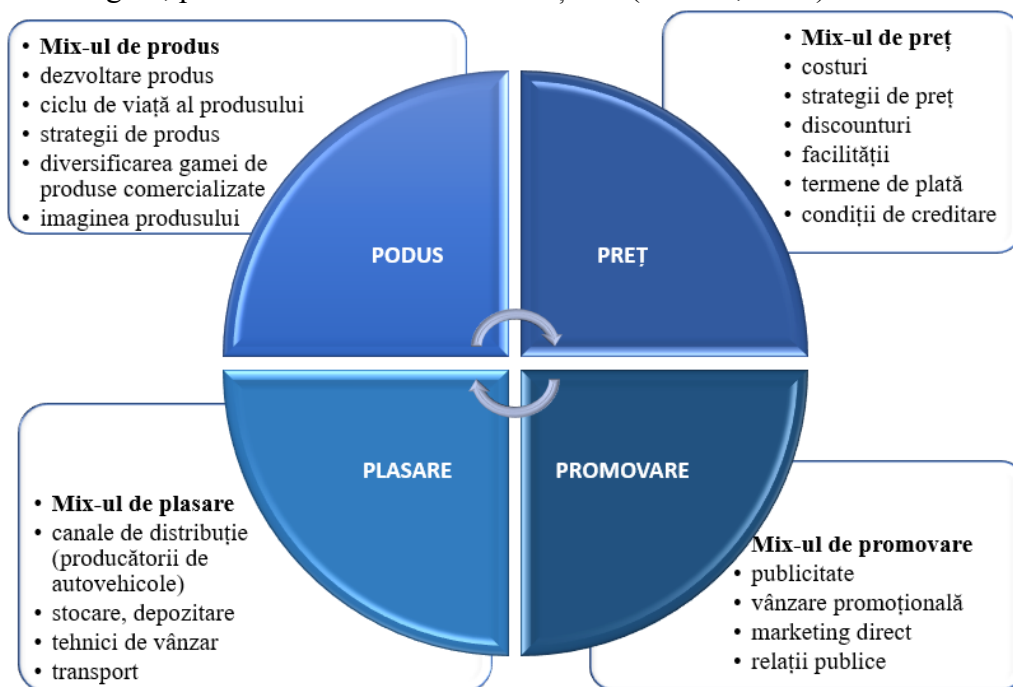 • Mix-ul de produs
• dezvoltare produs
• ciclu de viață al produsului
• strategii de produs
• diversificarea gamei de
produse comercializate
• imaginea produsului
• Mix-ul de preț
• costuri
• strategii de preț
• discounturi
• facilității
• termene de plată
• condiții de creditare
PODUS
PREȚ
PLASARE
PROMOVARE
• Mix-ul de plasare
• canale de distribuție
(producătorii de
autovehicole)
• stocare, depozitare
• tehnici de vânzar
• transport
• Mix-ul de promovare
• publicitate
• vânzare promoțională
• marketing direct
• relații publice